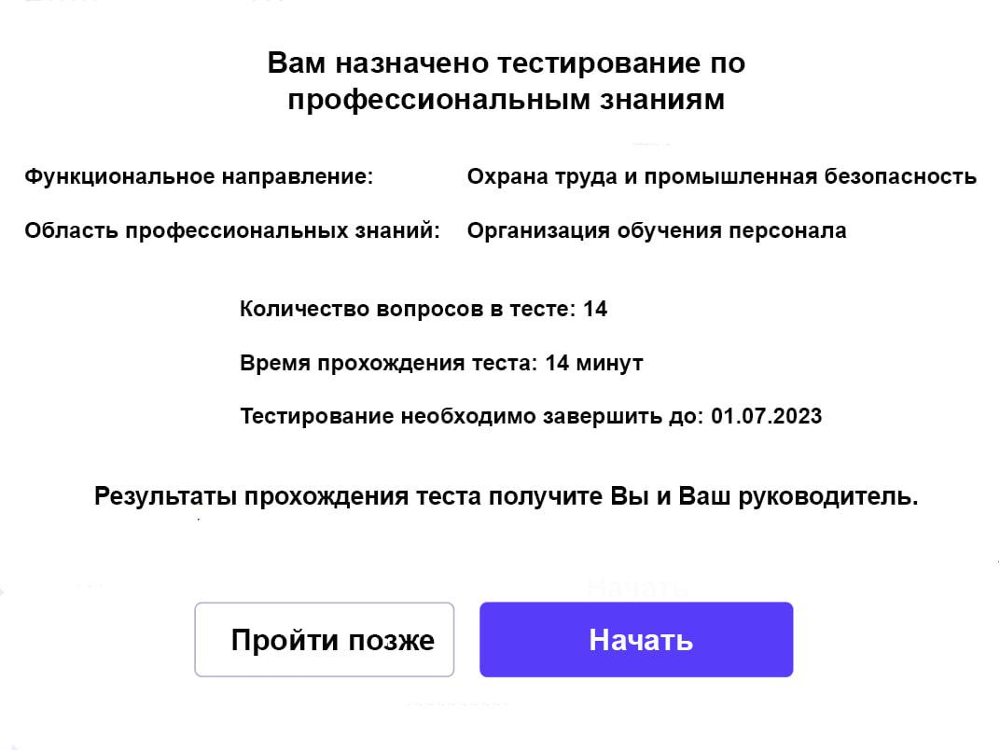 Вам назначено тестирование по
профессиональным знаниям
Функциональное направление: Охрана труда и промышленная безопасность
Область профессиональных знаний: Организация обучения персонала
Количество вопросов в тесте: 14
Время прохождения теста: 14 минут
Тестирование необходимо завершить до: 01.07.2023
Результаты прохождения теста получите Вы и Ваш руководитель.
Начать
Пройти позже Начать